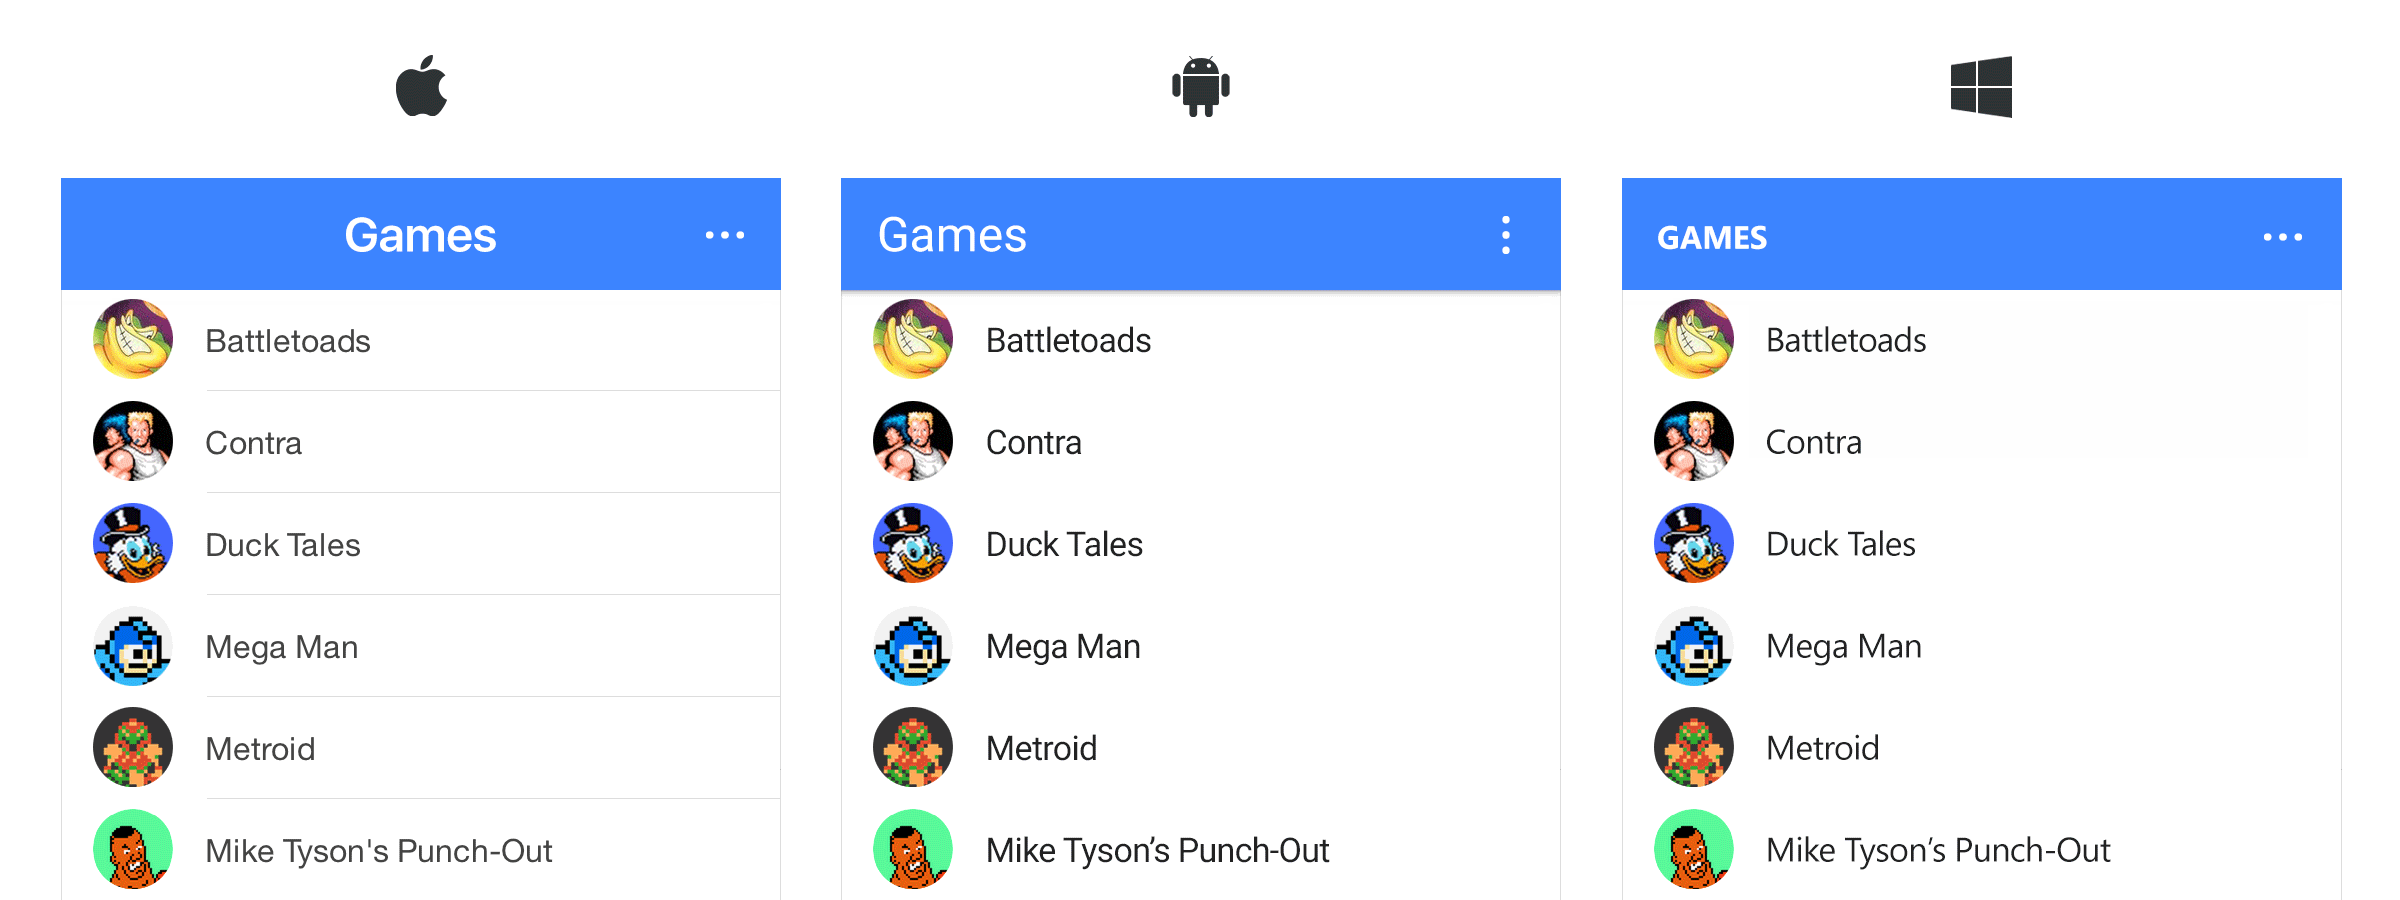 Games
Battletoads
Contra
Duck Tales
Mega Man
Metroid
Mike Tyson's Punch-Out
Games
Battletoads
Contra
Duck Tales
Mega Man
Metroid
Mike Tyson’s Punch-Out
GAMES
Battletoads
Contra
Duck Tales
Mega Man
Metroid
Mike Tyson’s Punch-Out